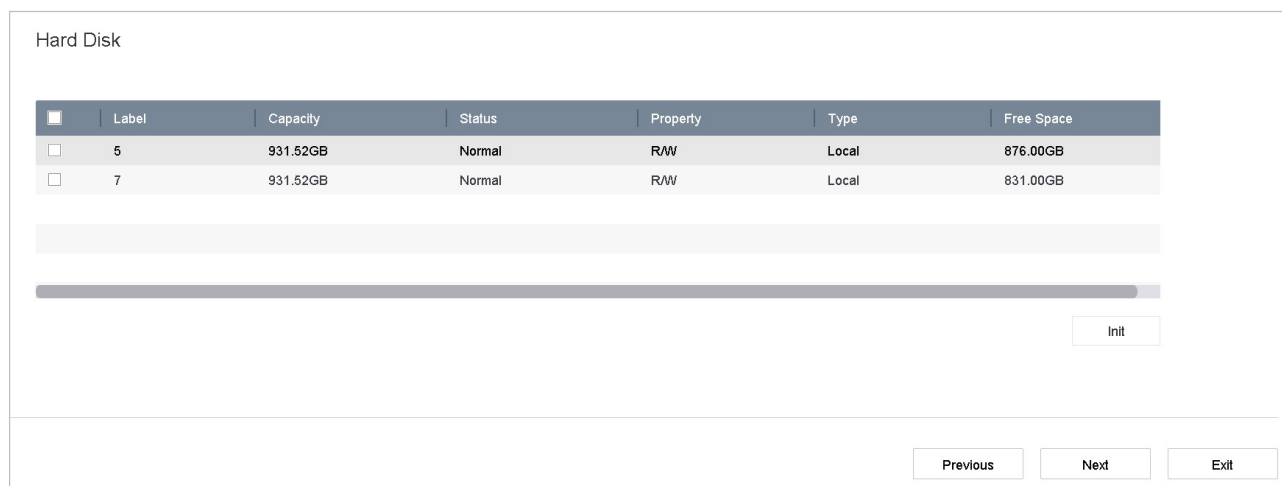 Hard Disk
Label Capacity Status Property Type Free Space
5 931.52GB Normal R/W Local 876.00GB
7 931.52GB Normal R/W Local 831.00GB
Init
Previous Next Exit